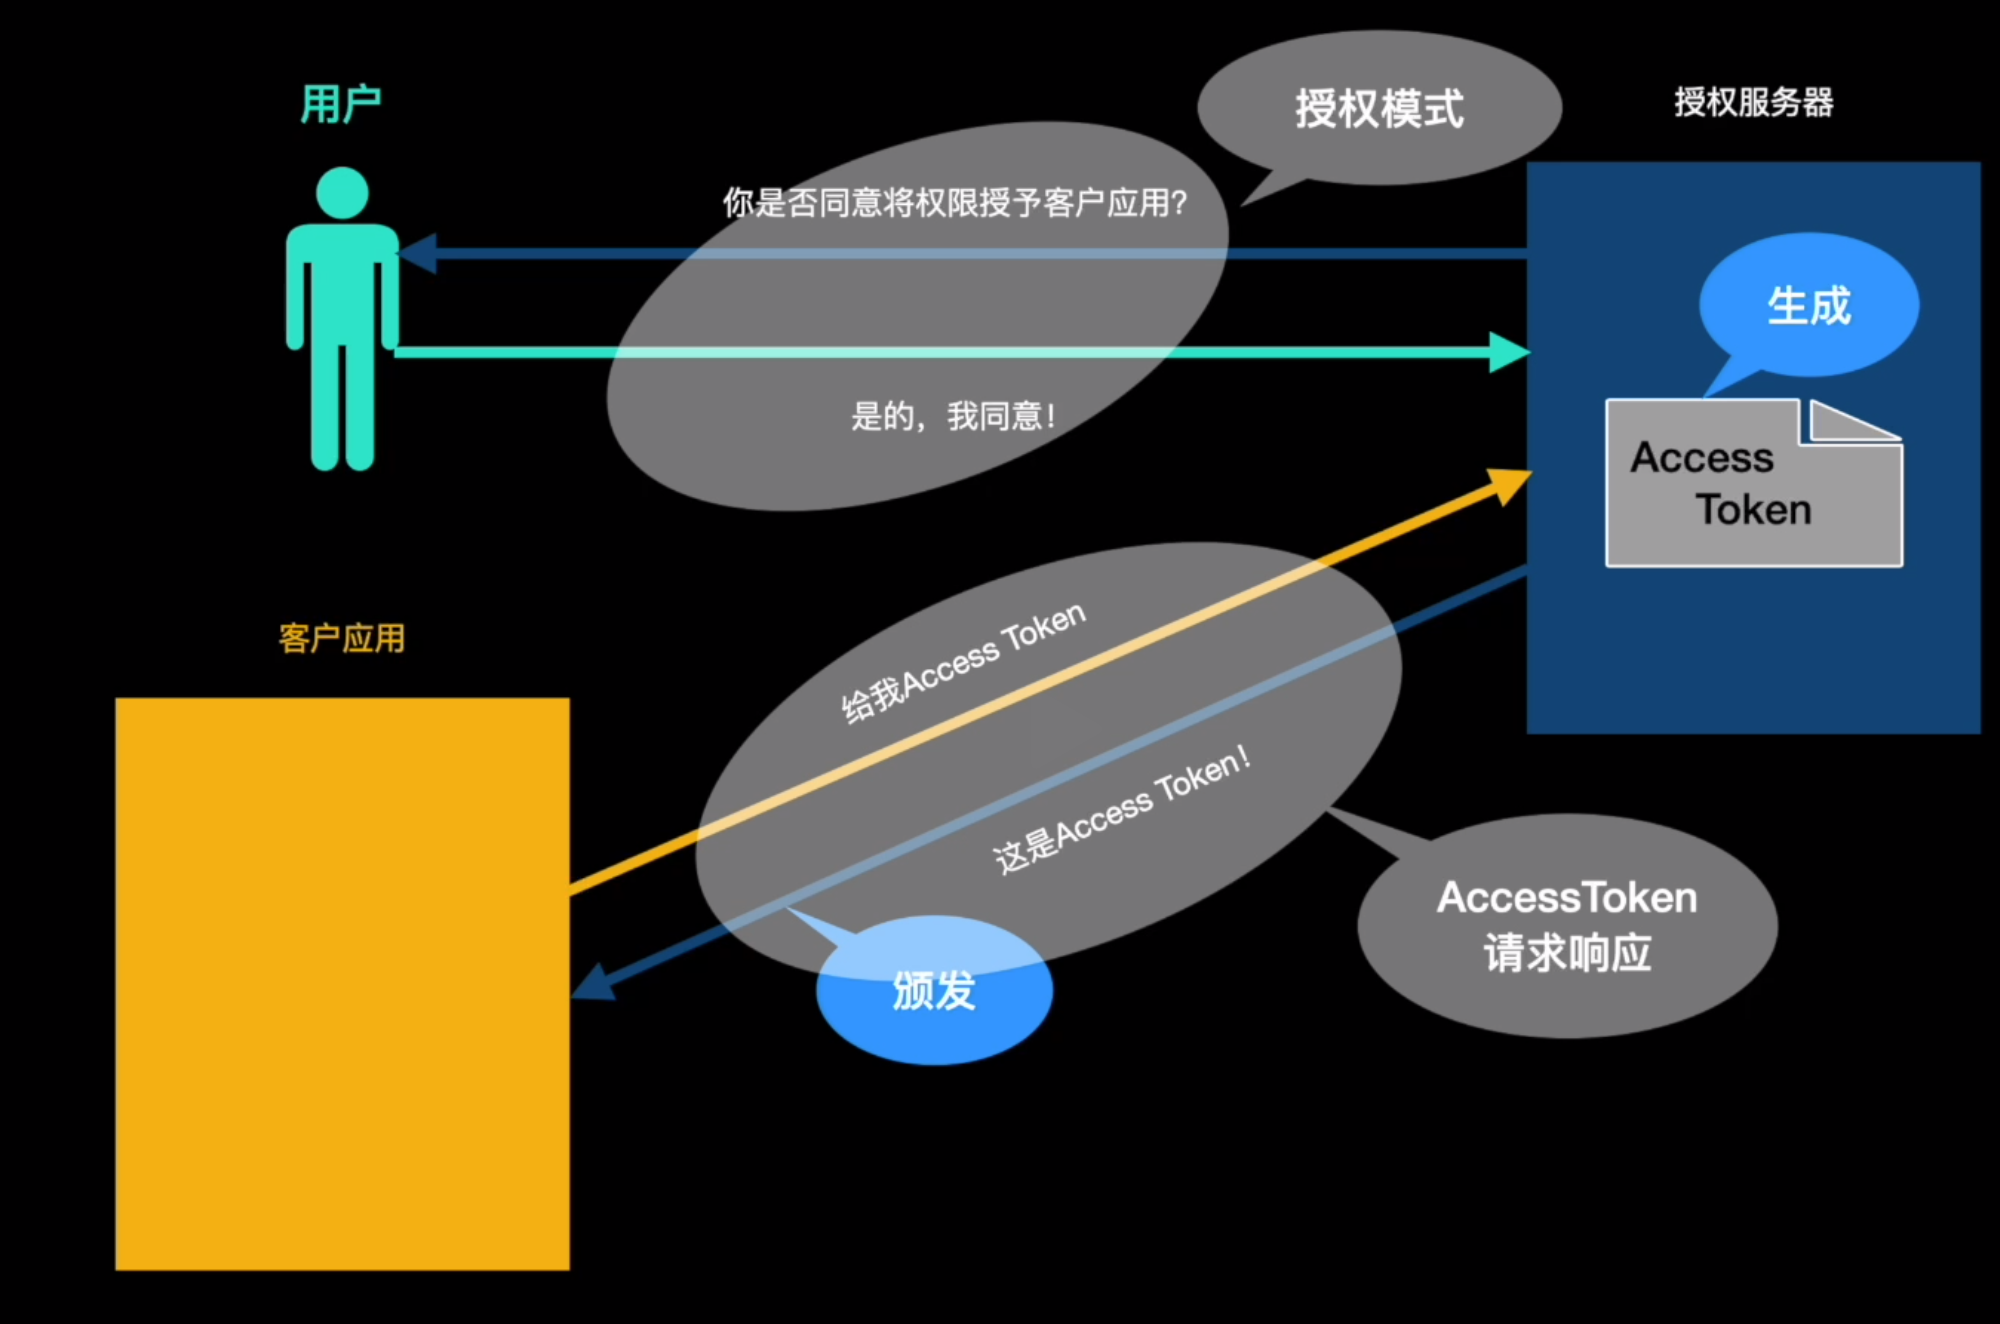 用户
授权模式
授权服务器
你是否同意将权限授予客户应用?
生成
是的，我同意！
Access
Token
客户应用
给我Access Token
这是Access Token！
AccessToken
请求响应
颁发